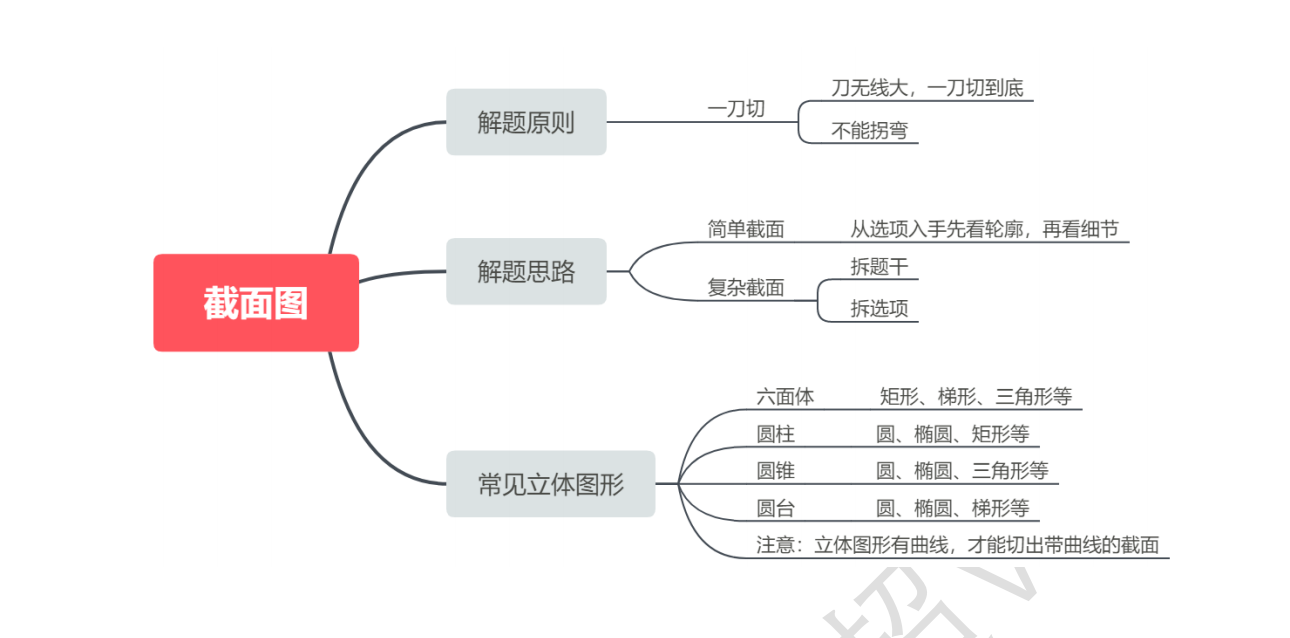 截面图
解题原则
一刀切
刀无线大，一刀切到底
不能拐弯
解题思路
简单截面
从选项入手先看轮廓，再看细节
复杂截面
拆题干
拆选项
常见立体图形
六面体
矩形、梯形、三角形等
圆柱
圆、椭圆、矩形等
圆锥
圆、椭圆、三角形等
圆台
圆、椭圆、梯形等
注意：立体图形有曲线，才能切出带曲线的截面